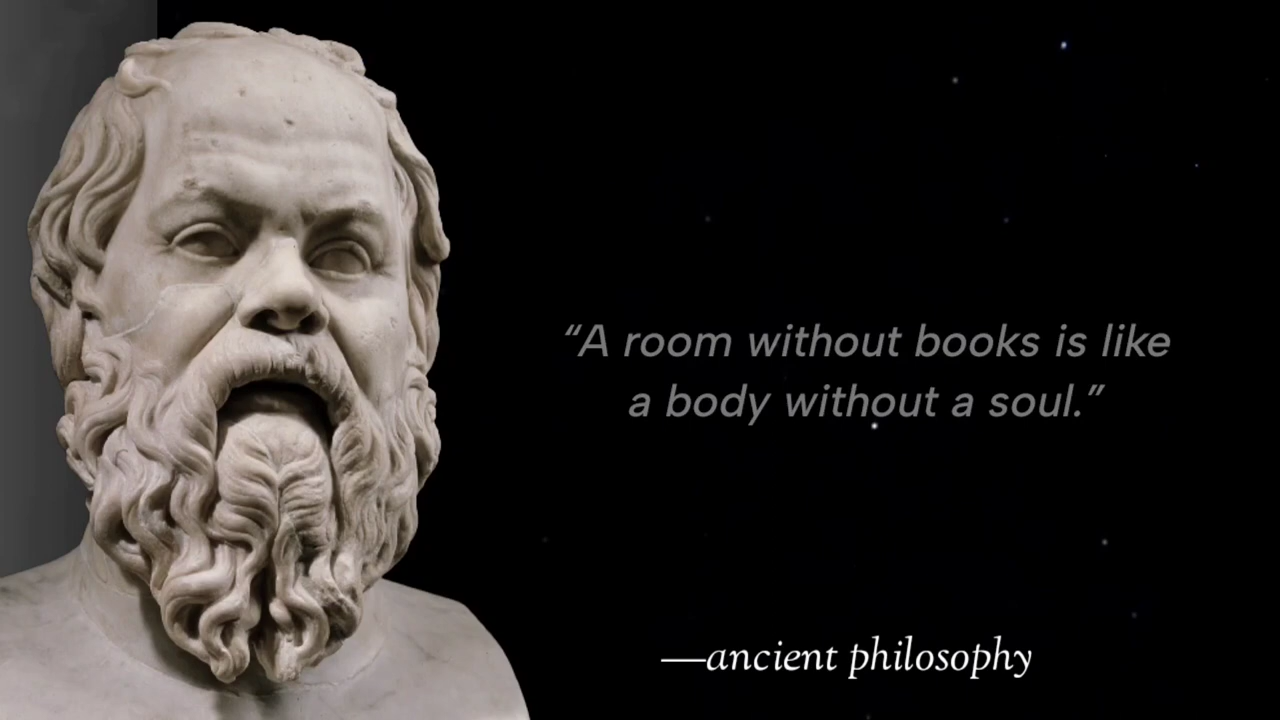 “A room without books is like
a body without a soul.”
—ancient philosophy